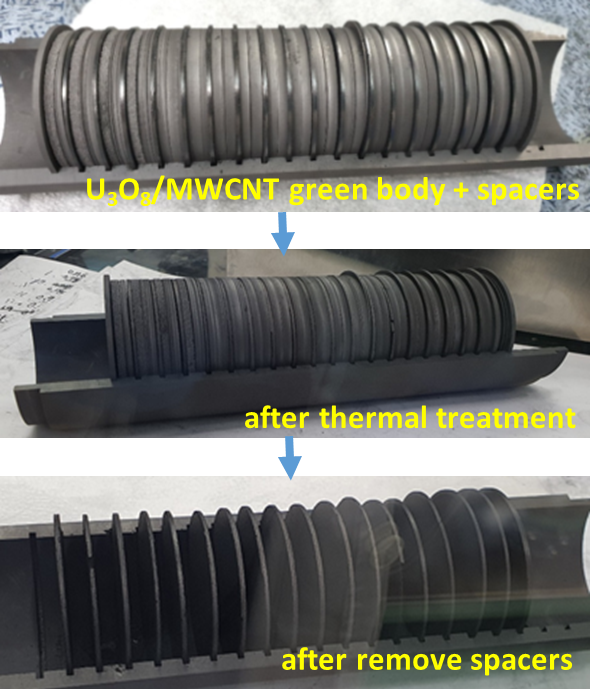 U₃O₈/MWCNT green body + spacers
after thermal treatment
after remove spacers